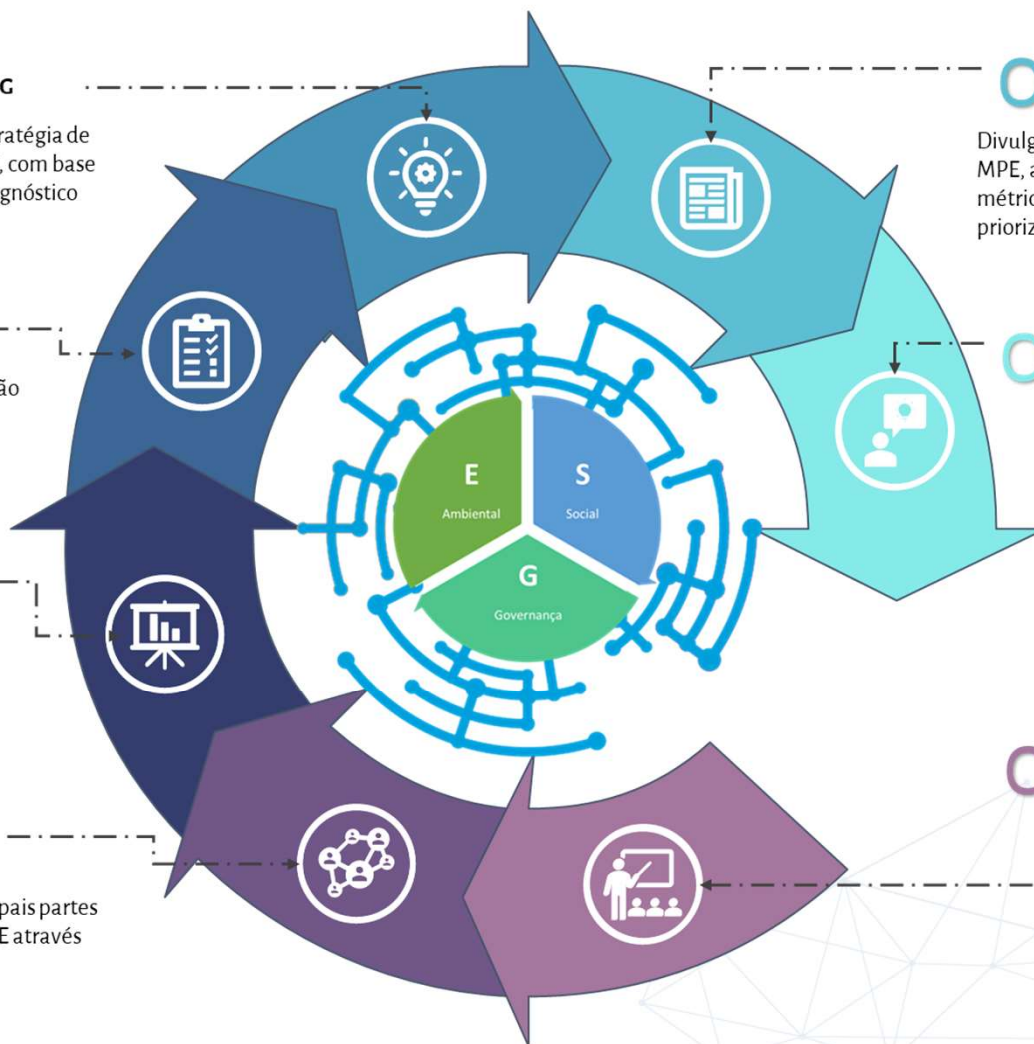 G
ratégia de
, com base
gnóstico
ão
pais partes
E através
E
Ambiental
S
Social
G
Governança
Divulg
MPE, a
métric
prioriz